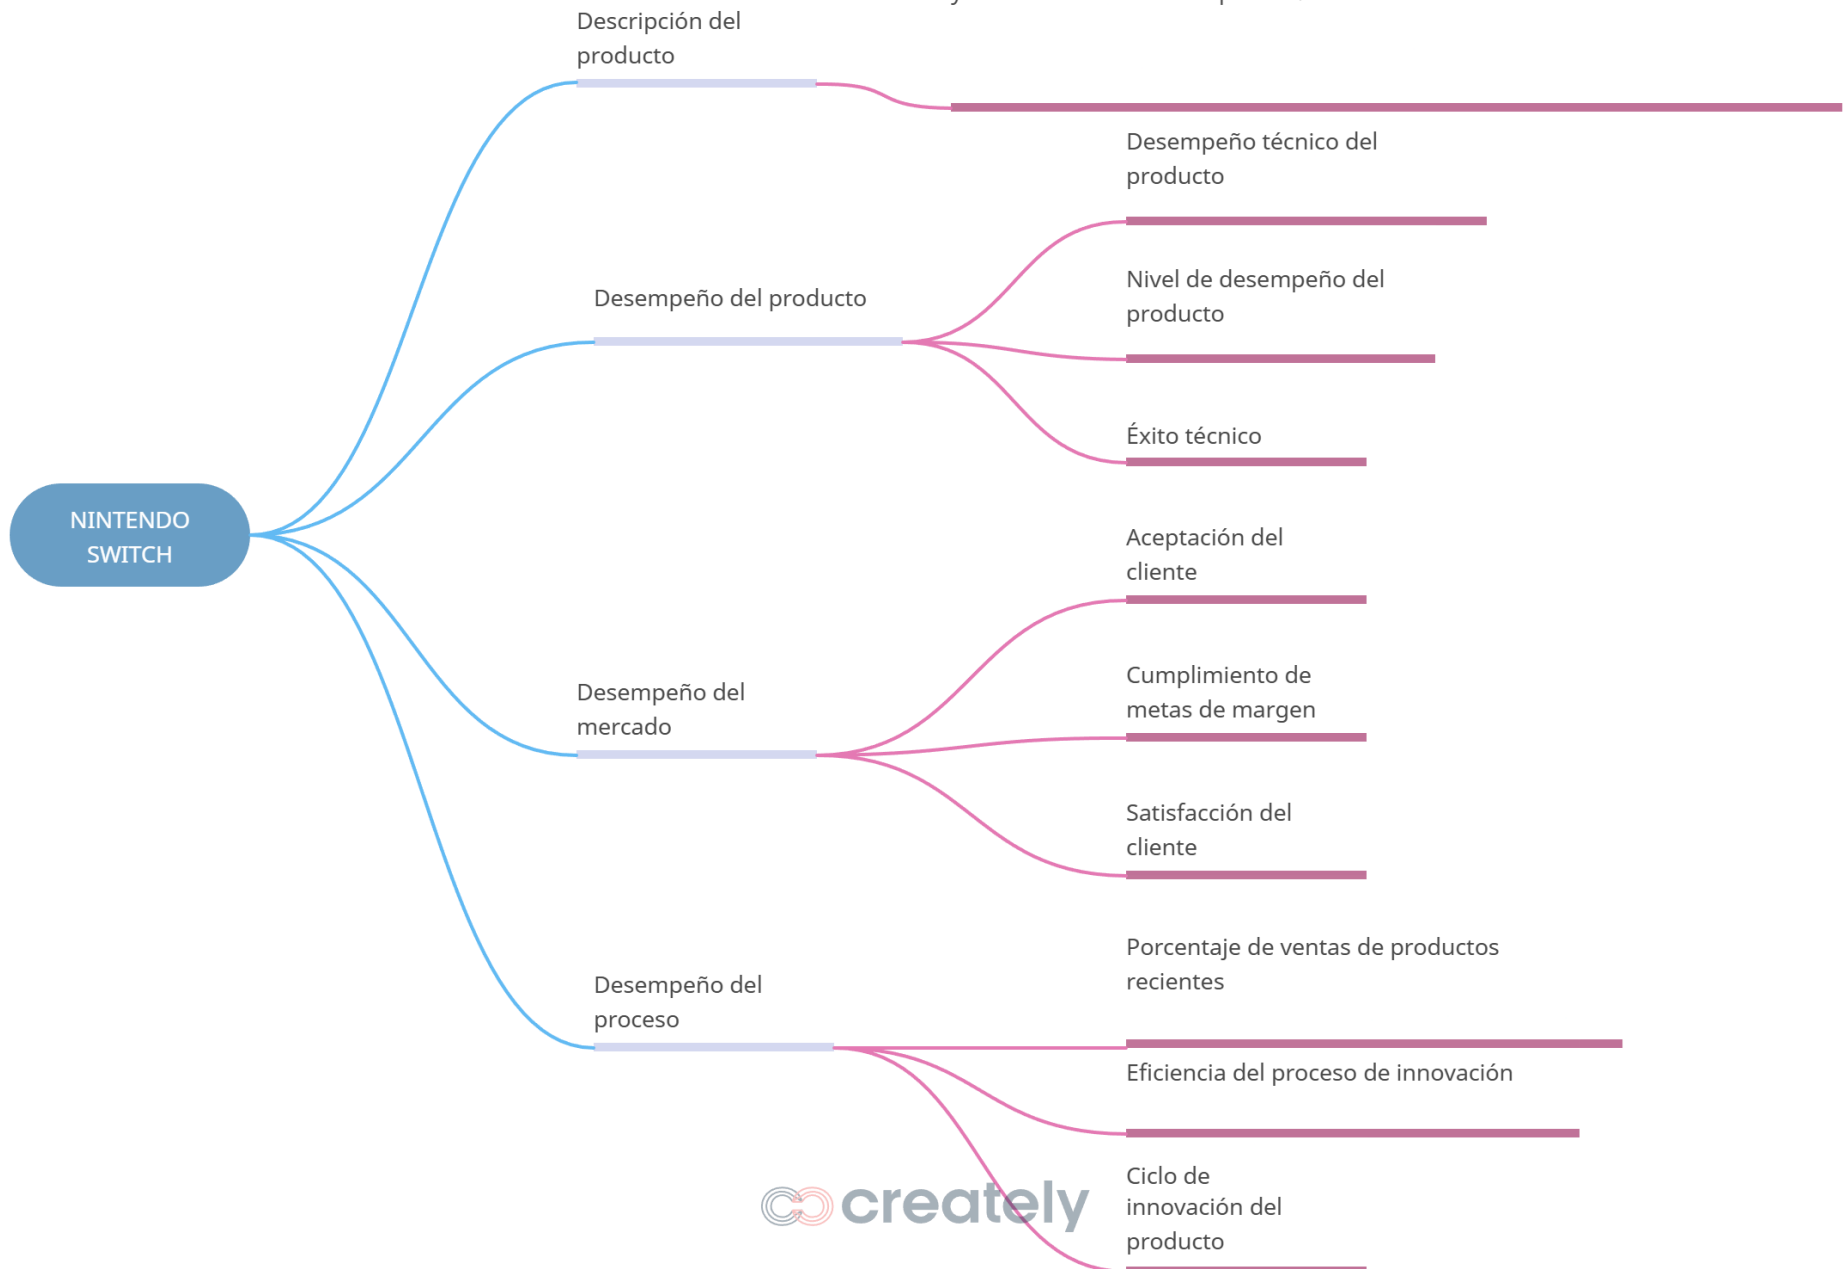 Descripción del
producto
Desempeño técnico del
producto
Nivel de desempeño del
producto
Desempeño del producto
Éxito técnico
NINTENDO
SWITCH
Aceptación del
cliente
Cumplimiento de
metas de margen
Desempeño del
mercado
Satisfacción del
cliente
Porcentaje de ventas de productos
recientes
Desempeño del
proceso
Eficiencia del proceso de innovación
Ciclo de
innovación del
producto
creately